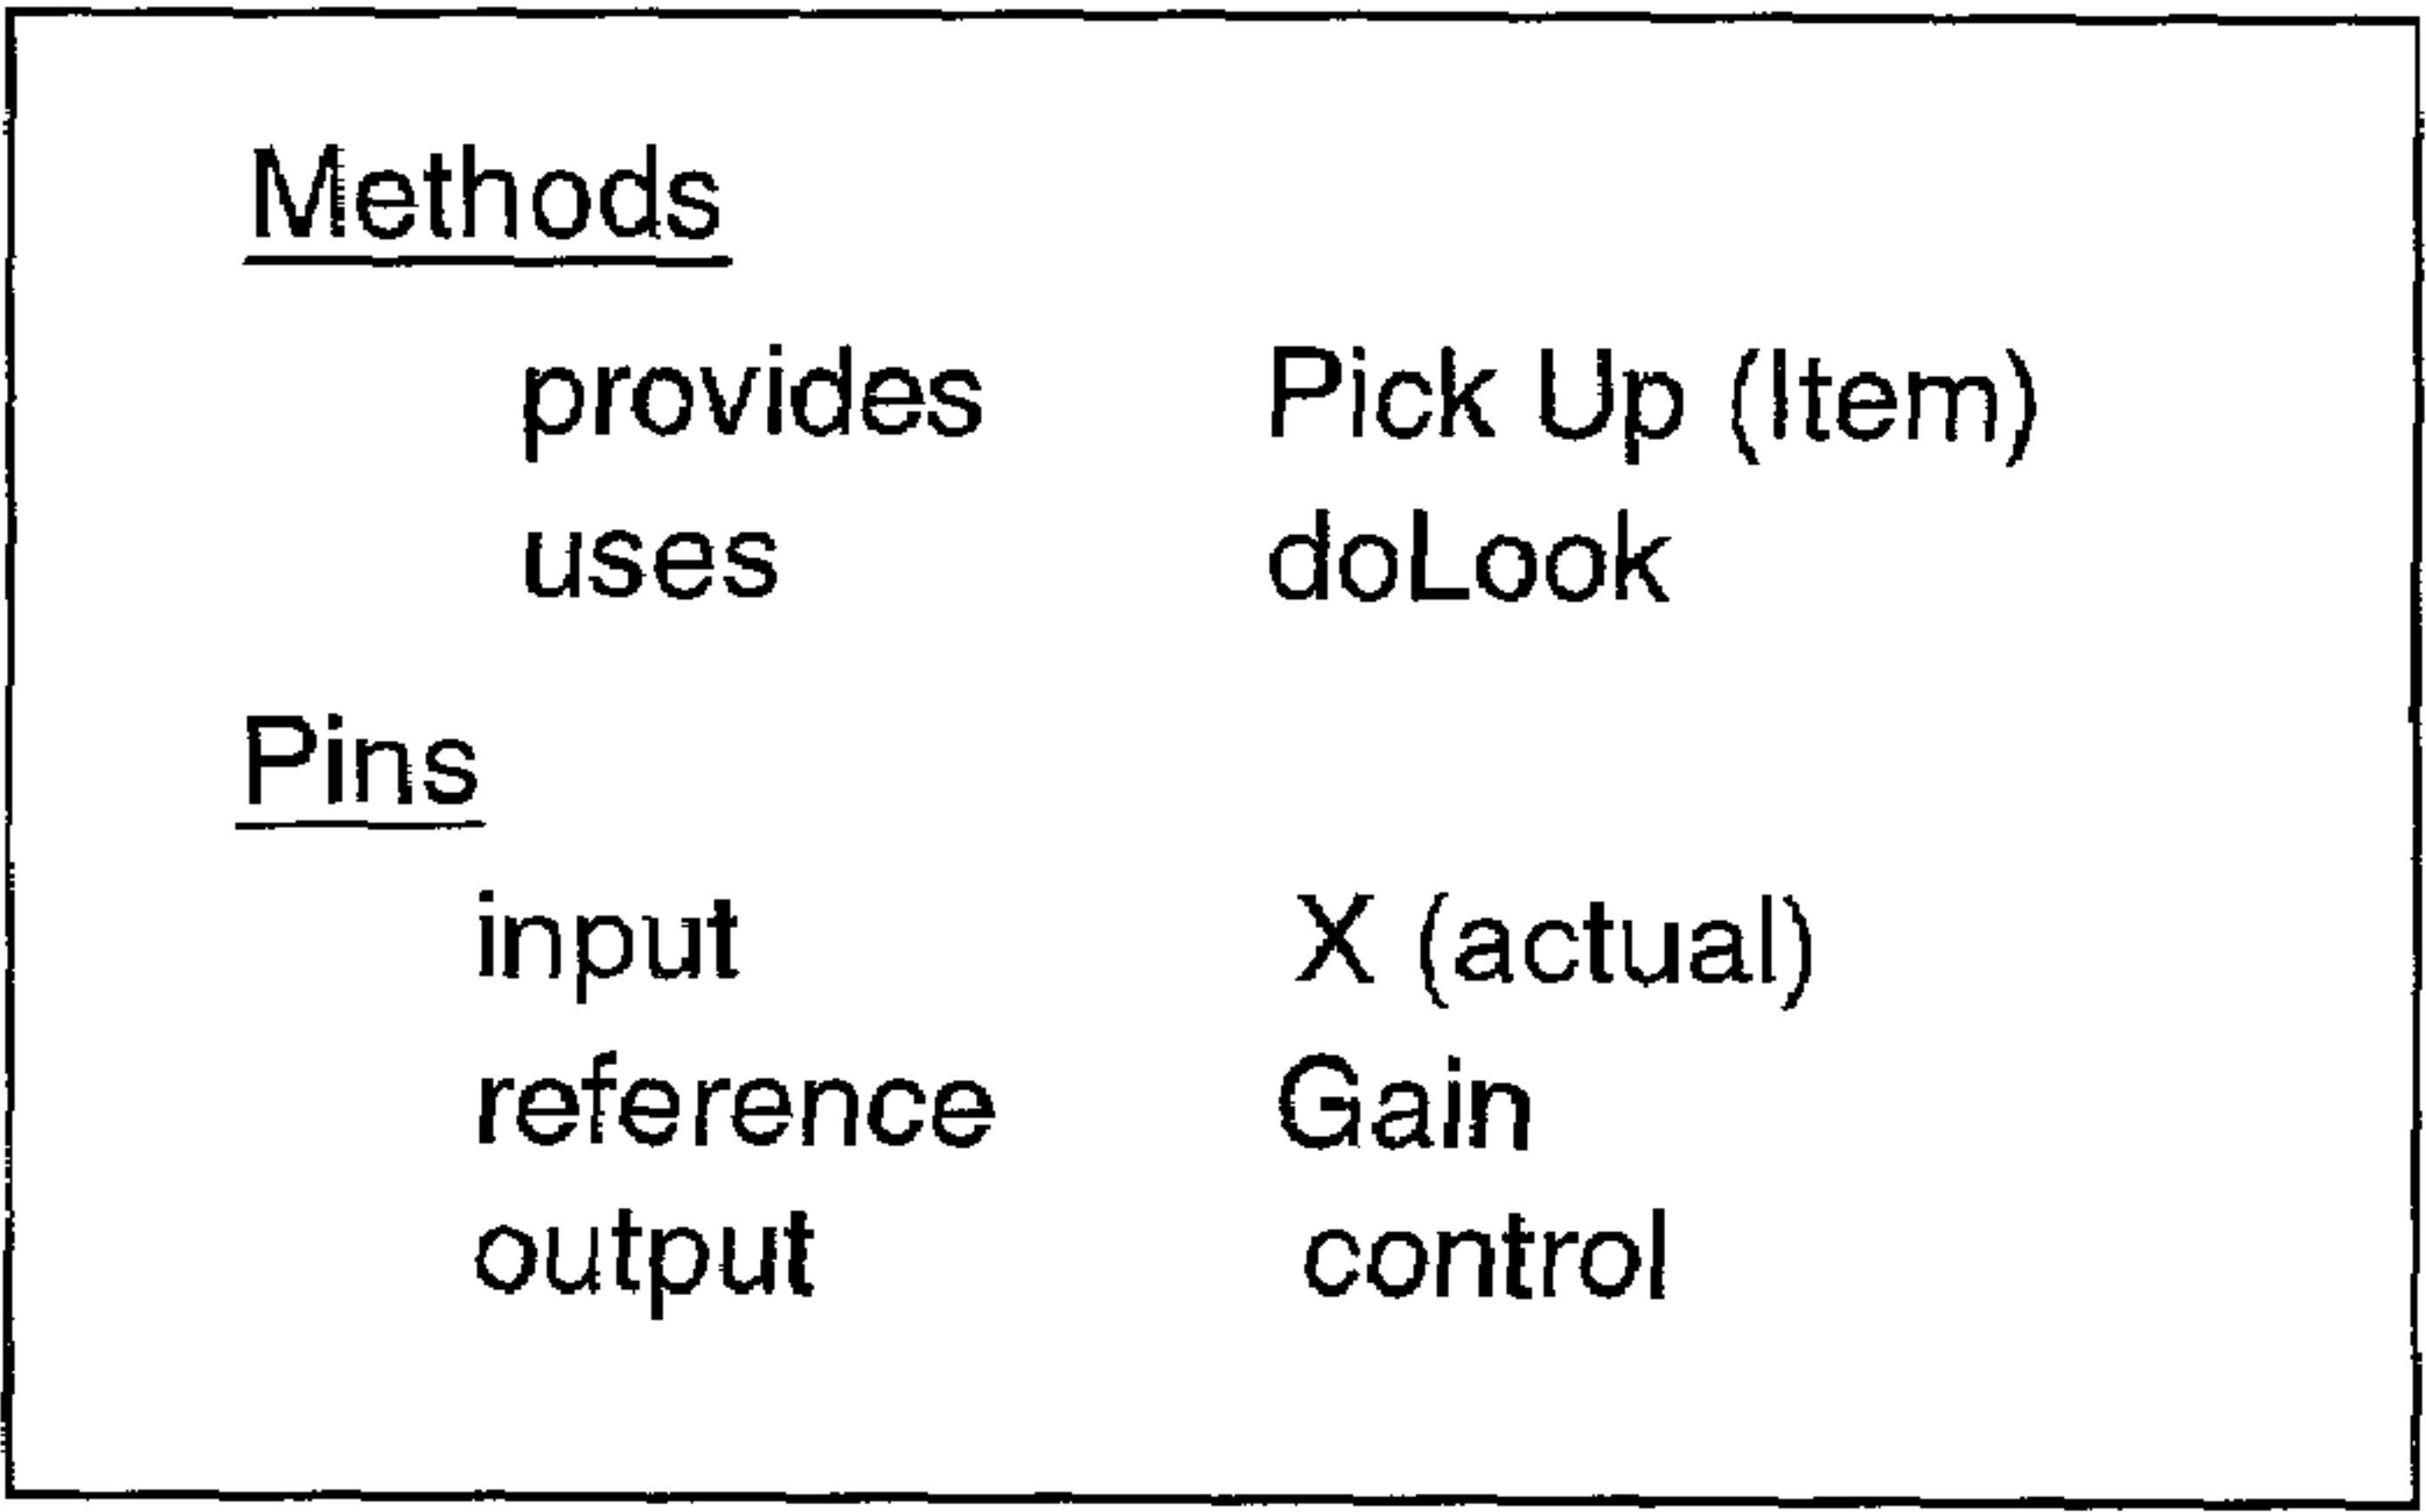 Methods
provides Pick Up (Item)
uses doLook
Pins
input X (actual)
reference Gain
output control